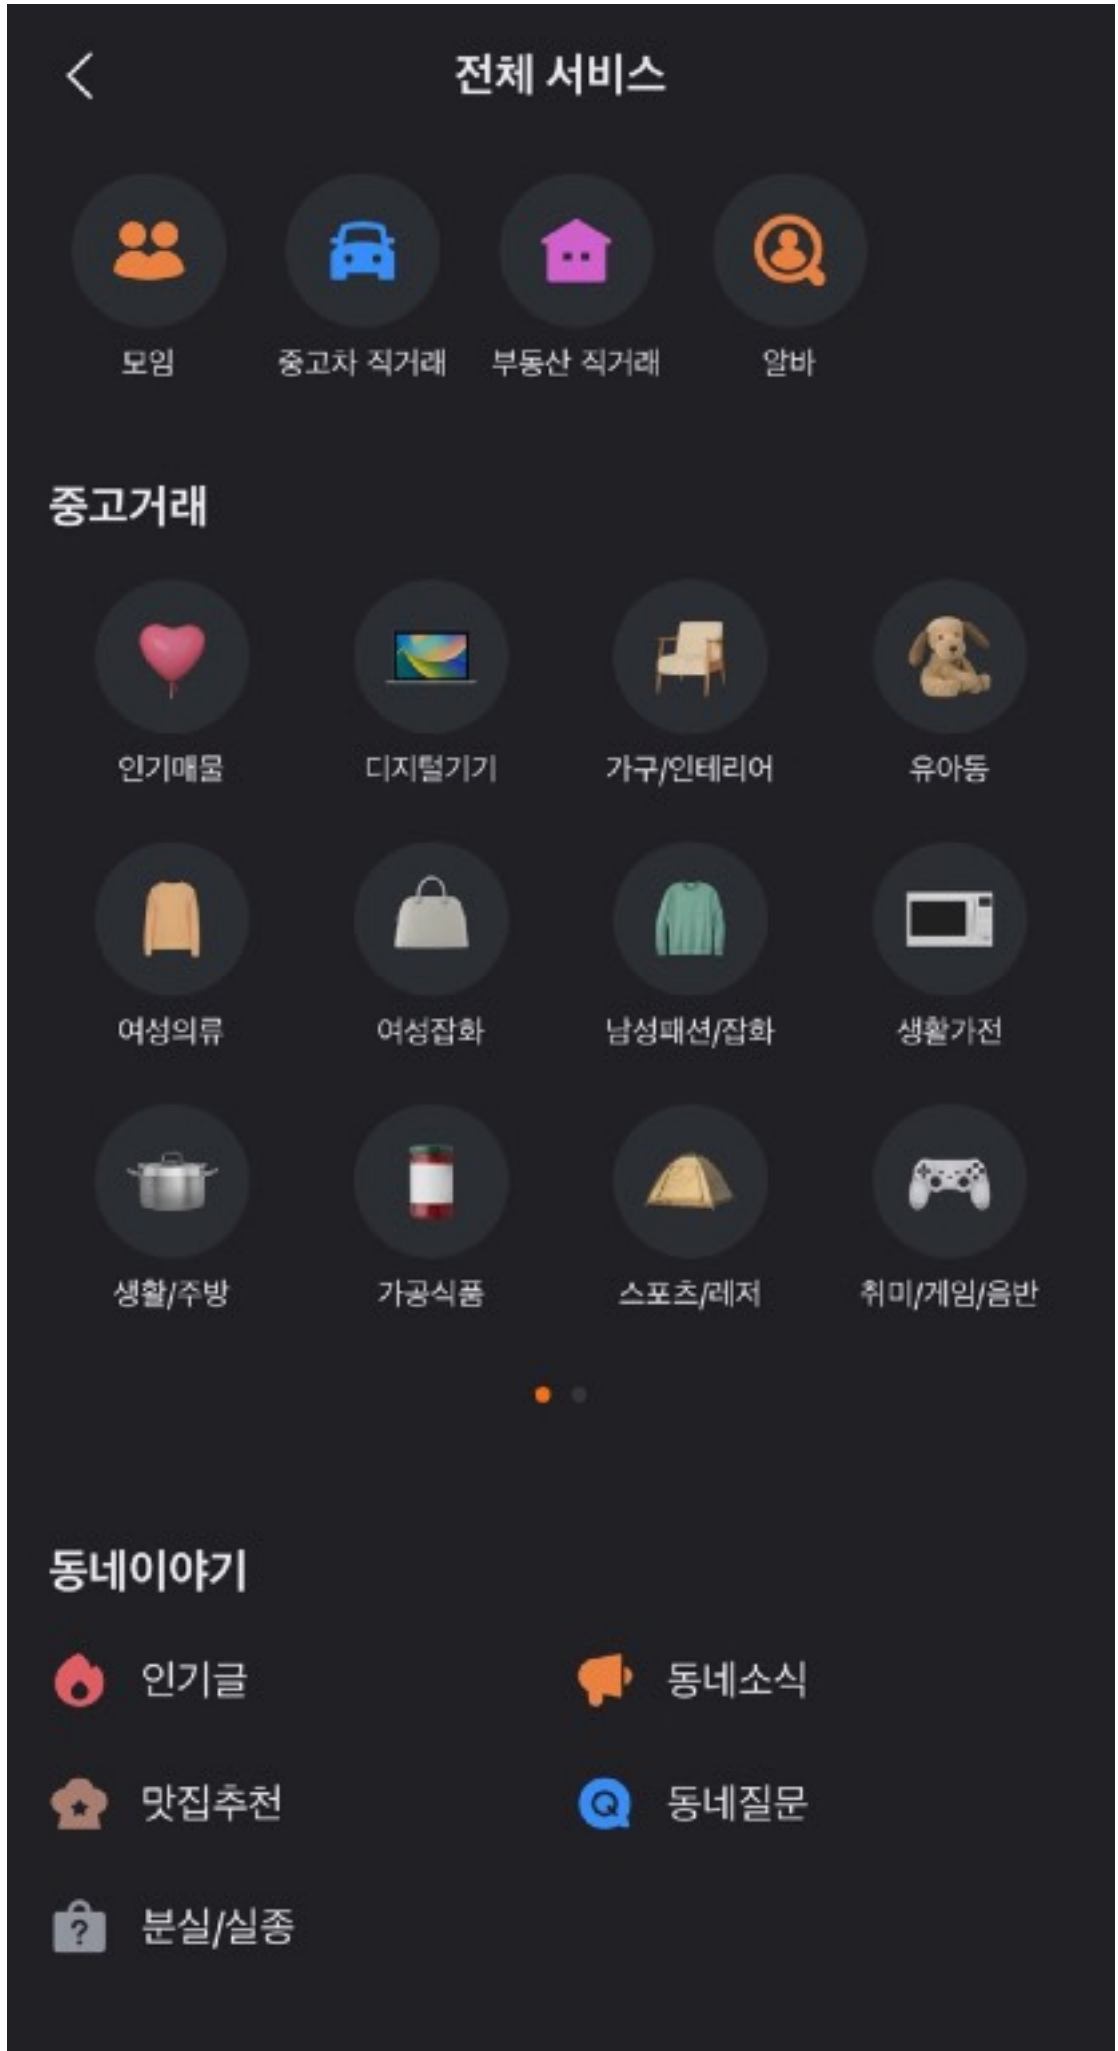 전체 서비스
모임 중고차 직거래 부동산 직거래 알바
중고거래
인기매물 디지털기기 가구/인테리어 유아동
여성의류 여성잡화 남성패션/잡화 생활가전
생활/주방 가공식품 스포츠/레저 취미/게임/음반
동네이야기
인기글 동네소식
맛집추천 동네질문
분실/실종